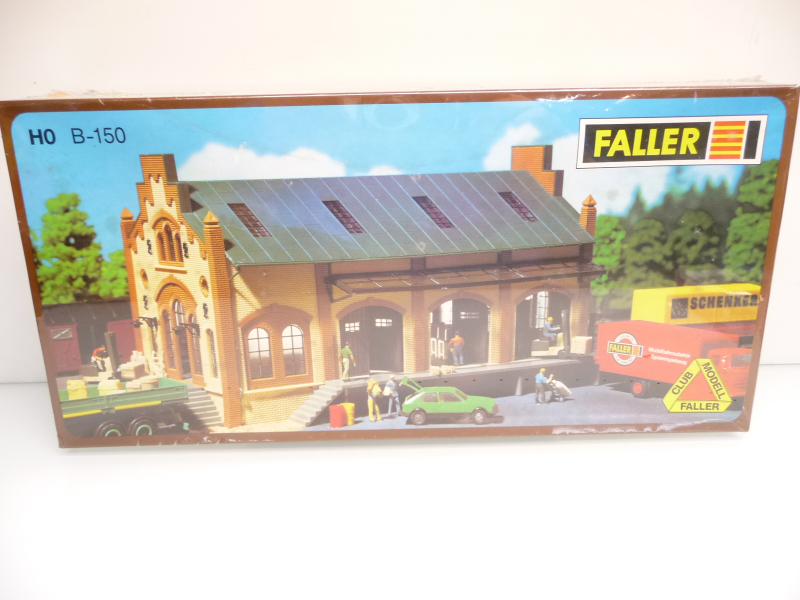 H0 B-150
FALLER
SCHENKER
FALLER
CLUB
MODELL
FALLER